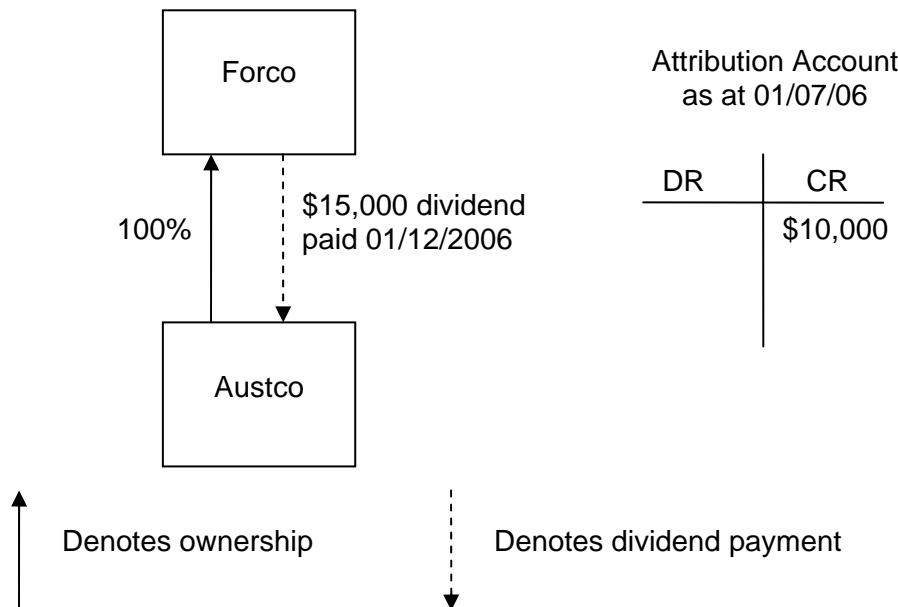 Forco
Attribution Account
as at 01/07/06
DR
CR
$10,000
100%
$15,000 dividend
paid 01/12/2006
Austco
Denotes ownership
Denotes dividend payment